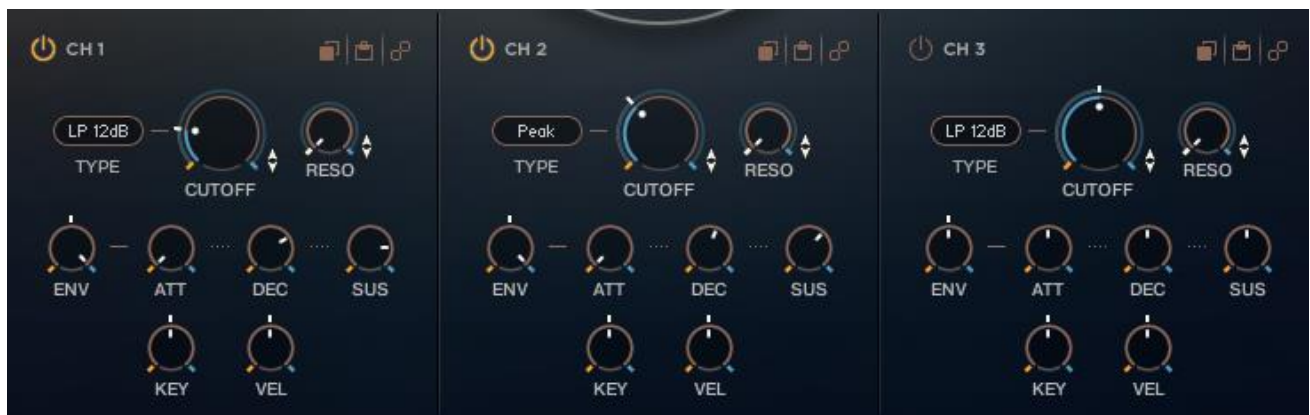 CH 1
LP 12dB
TYPE
CUTOFF
RESO
ENV
ATT
DEC
SUS
KEY
VEL
CH 2
Peak
TYPE
CUTOFF
RESO
ENV
ATT
DEC
SUS
KEY
VEL
CH 3
LP 12dB
TYPE
CUTOFF
RESO
ENV
ATT
DEC
SUS
KEY
VEL